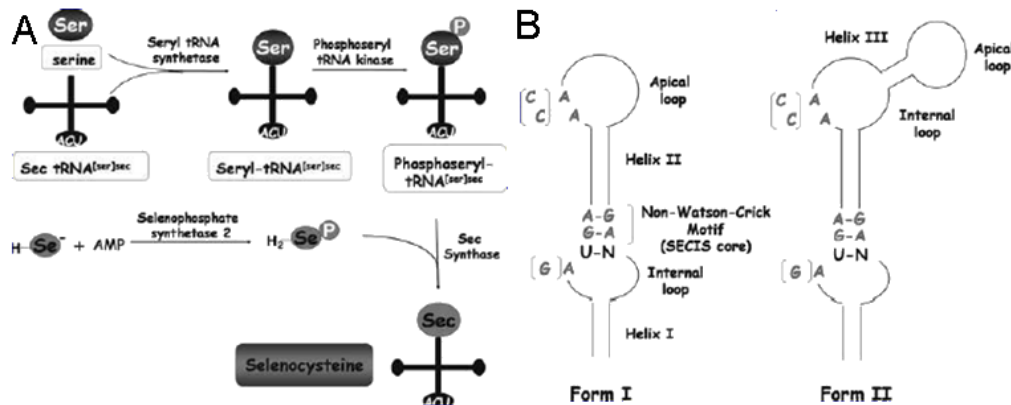 A
Ser
serine
Seryl tRNA
synthetase
Ser
P
Phosphoseryl
tRNA kinase
Ser
ACU
ACU
ACU
Sec tRNA[ser]sec
Seryl-tRNA[ser]sec
Phosphoseryl-
tRNA[ser]sec
H-Se- + AMP
Selenophosphate
synthetase 2
H2-Se
P
Sec
Synthase
Sec
Selenocysteine
ACU
B
C
C
A
A
Apical
loop
Helix II
A-G
G-A
U-N
Non-Watson-Crick
Motif
(SECIS core)
[G] A
Internal
loop
Helix I
Form I
Helix III
Apical
loop
C
C
A
A
Internal
loop
A-G
G-A
U-N
[G] A
Form II